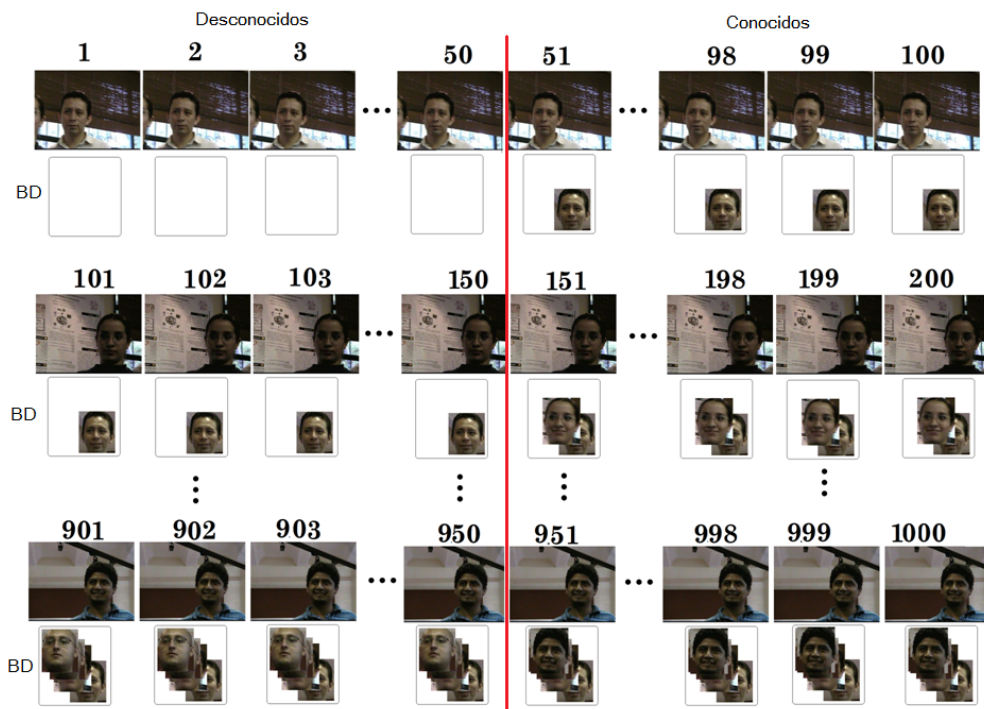 Desconocidos Conocidos
1 2 3 ... 50 51 ... 98 99 100
BD
101 102 103 ... 150 151 ... 198 199 200
BD
901 902 903 ... 950 951 ... 998 999 1000
BD